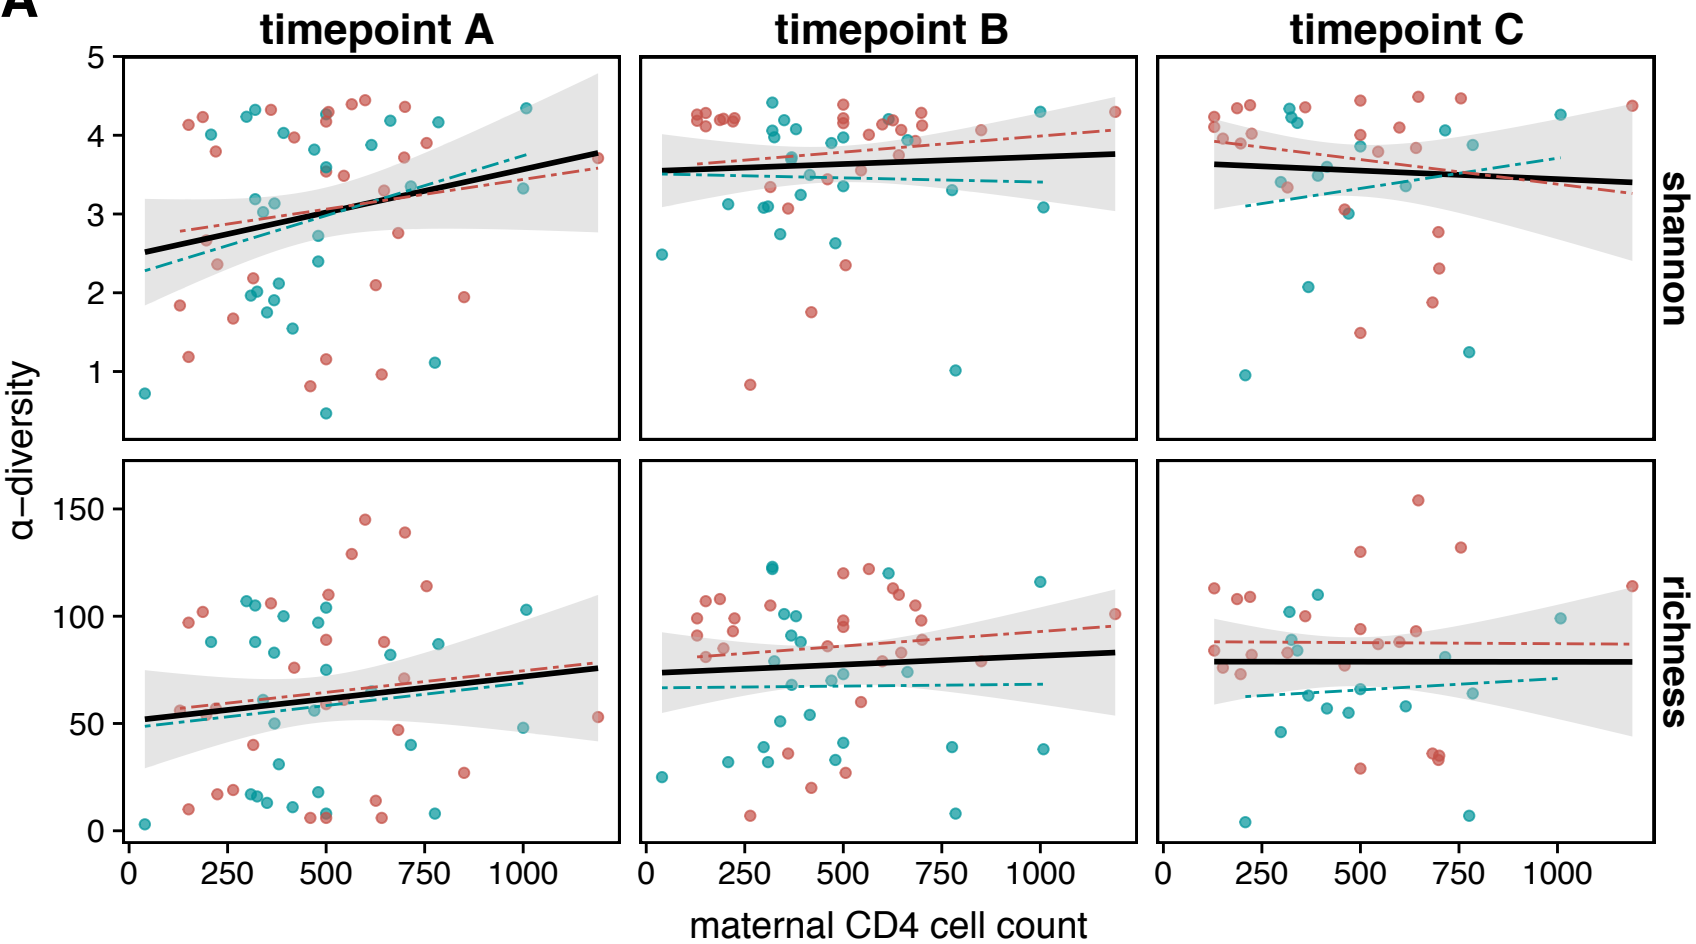 A
timepoint A
timepoint B
timepoint C
5
4
3
2
1
shannon
α−diversity
150
100
50
0
richness
0 250 500 750 1000
0 250 500 750 1000
0 250 500 750 1000
maternal CD4 cell count